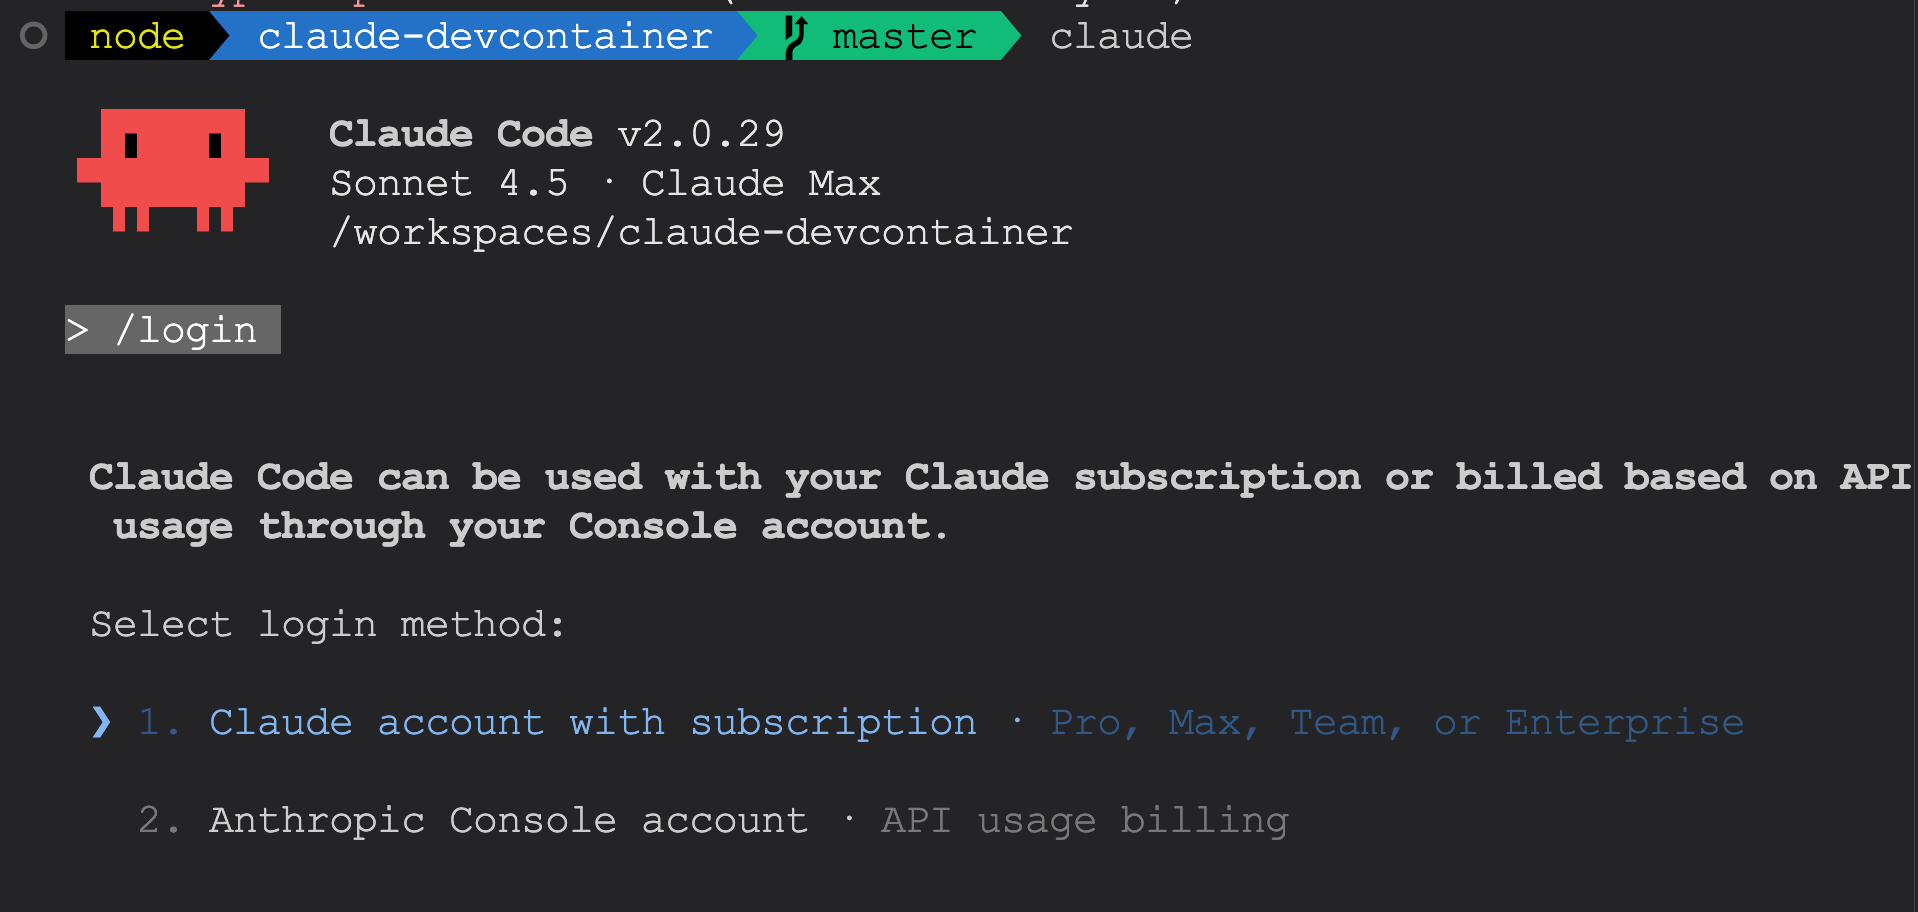 node claude-devcontainer master claude
Claude Code v2.0.29
Sonnet 4.5 · Claude Max
/workspaces/claude-devcontainer
> /login
Claude Code can be used with your Claude subscription or billed based on API
usage through your Console account.
Select login method:
❯ 1. Claude account with subscription · Pro, Max, Team, or Enterprise
2. Anthropic Console account · API usage billing